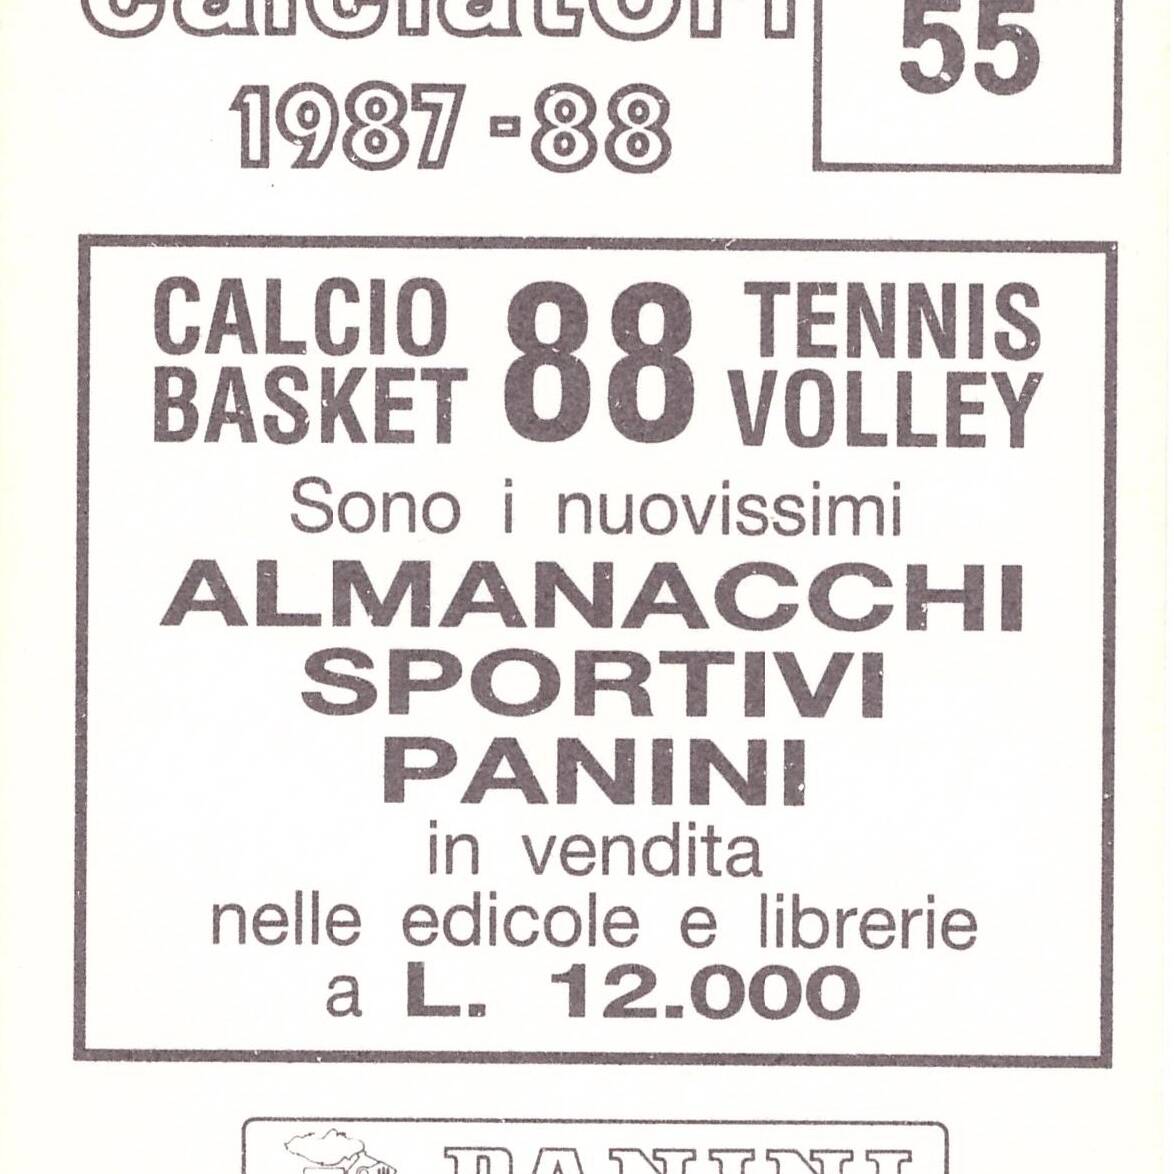 calciatori
55
1987-88
CALCIO 88 TENNIS
BASKET VOLLEY
Sono i nuovissimi
ALMANACCHI
SPORTIVI
PANINI
in vendita
nelle edicole e librerie
a L. 12.000
PANINI